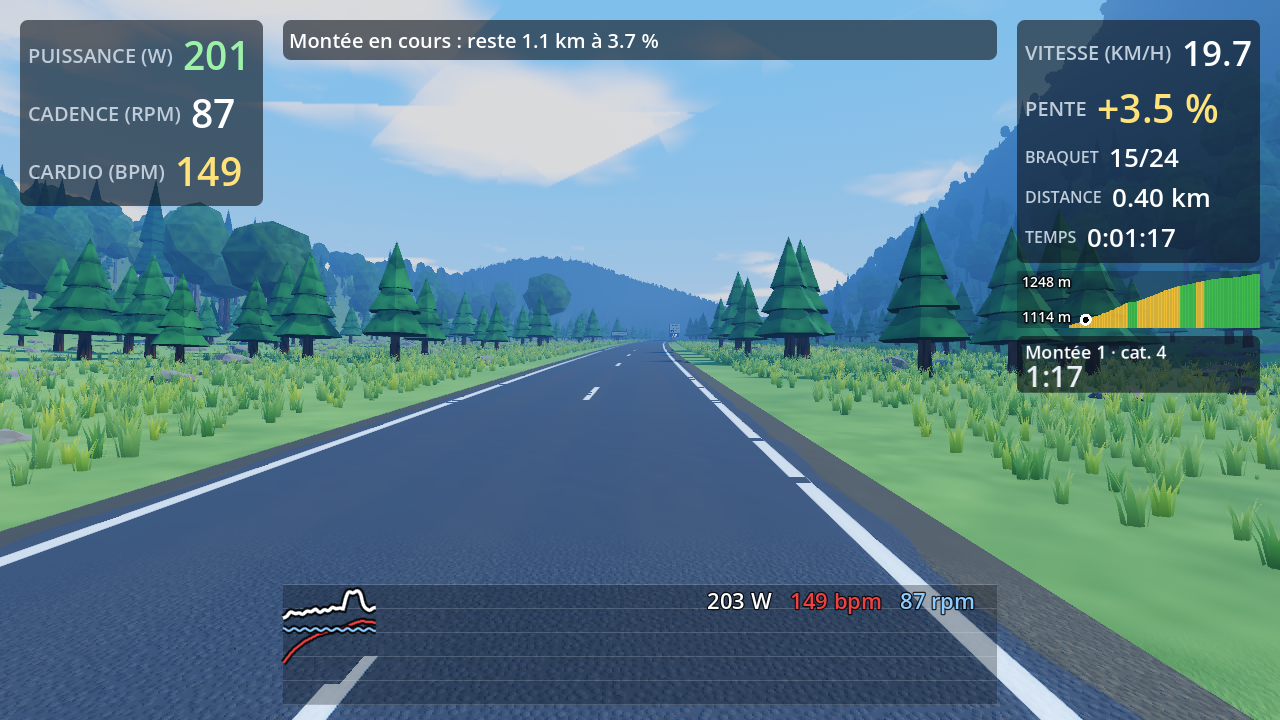 PUISSANCE (W) 201
CADENCE (RPM) 87
CARDIO (BPM) 149
Montée en cours : reste 1.1 km à 3.7 %
VITESSE (KM/H) 19.7
PENTE +3.5 %
BRAQUET 15/24
DISTANCE 0.40 km
TEMPS 0:01:17
1248 m
1114 m
Montée 1 · cat. 4
1:17
203 W 149 bpm 87 rpm